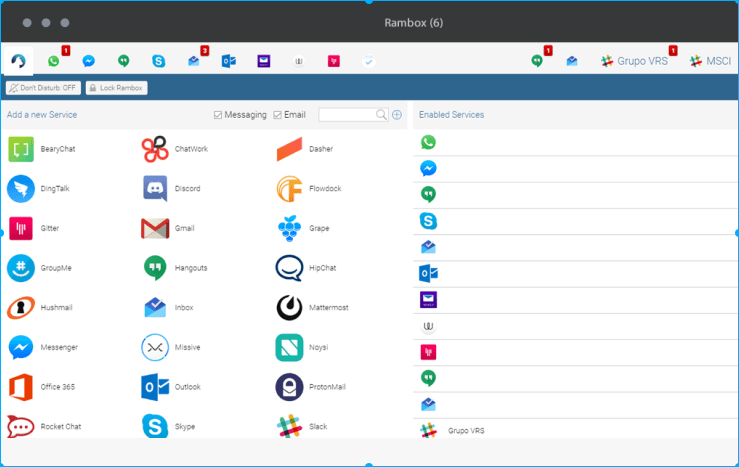 Rambox (6)
1 3 1 1
Grupo VRS MSCI
Don't Disturb: OFF Lock Rambox
Add a new Service Messaging Email Enabled Services
BearyChat ChatWork Dasher
DingTalk Discord Flowdock
Gitter Gmail Grape
GroupMe Hangouts HipChat
Hushmail Inbox Mattermost
Messenger Missive Noysi
Office 365 Outlook ProtonMail
Rocket Chat Skype Slack Grupo VRS